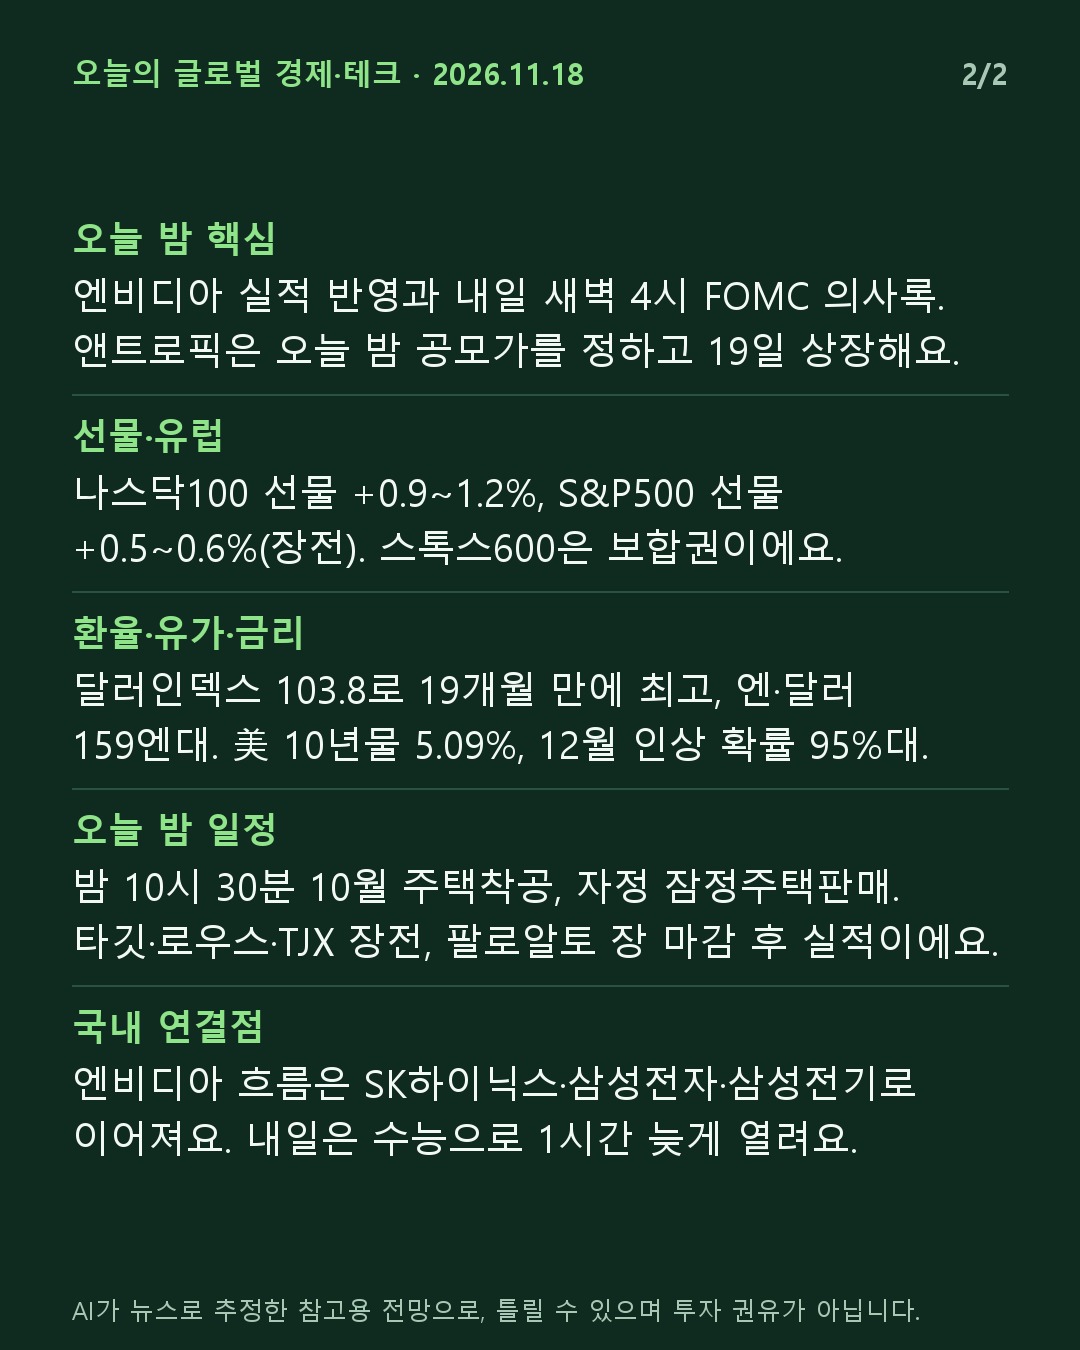 오늘의 글로벌 경제·테크 · 2026.11.18
2/2
오늘 밤 핵심
엔비디아 실적 반영과 내일 새벽 4시 FOMC 의사록.
앤트로픽은 오늘 밤 공모가를 정하고 19일 상장해요.
선물·유럽
나스닥100 선물 +0.9~1.2%, S&P500 선물
+0.5~0.6%(장전). 스톡스600은 보합권이에요.
환율·유가·금리
달러인덱스 103.8로 19개월 만에 최고, 엔·달러
159엔대. 美 10년물 5.09%, 12월 인상 확률 95%대.
오늘 밤 일정
밤 10시 30분 10월 주택착공, 자정 잠정주택판매.
타깃·로우스·TJX 장전, 팔로알토 장 마감 후 실적이에요.
국내 연결점
엔비디아 흐름은 SK하이닉스·삼성전자·삼성전기로
이어져요. 내일은 수능으로 1시간 늦게 열려요.
AI가 뉴스로 추정한 참고용 전망으로, 틀릴 수 있으며 투자 권유가 아닙니다.